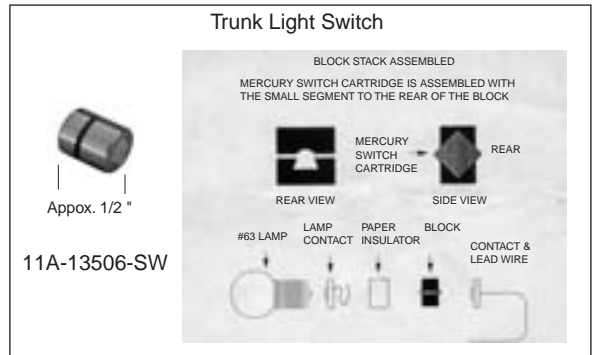 Trunk Light Switch
BLOCK STACK ASSEMBLED
MERCURY SWITCH CARTRIDGE IS ASSEMBLED WITH
THE SMALL SEGMENT TO THE REAR OF THE BLOCK
MERCURY
SWITCH
CARTRIDGE
REAR
REAR VIEW
SIDE VIEW
Appox. 1/2 "
11A-13506-SW
#63 LAMP
LAMP
CONTACT
PAPER
INSULATOR
BLOCK
CONTACT &
LEAD WIRE